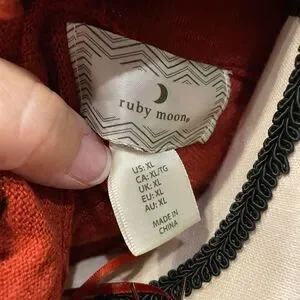 ruby moon®
US: XL
CA: XL/TG
UK: XL
EU: XL
AU: XL
MADE IN
CHINA